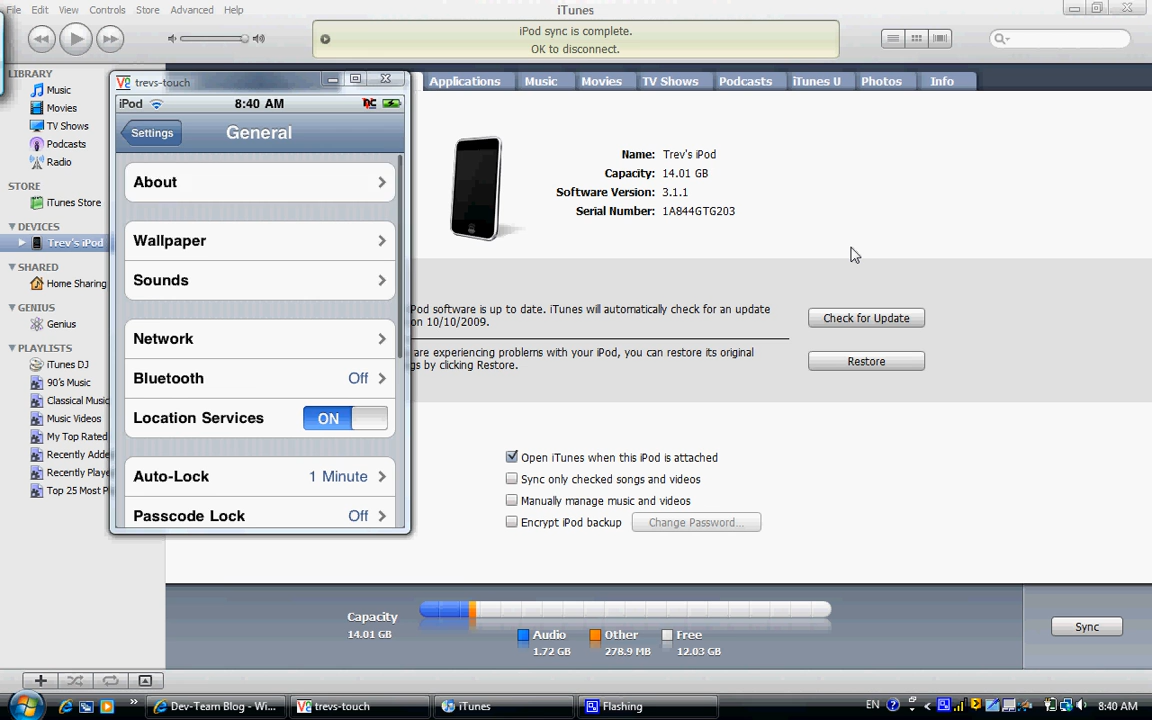 File Edit View Controls Store Advanced Help
iTunes
iPod sync is complete.
OK to disconnect.
LIBRARY
Music
Movies
TV Shows
Podcasts
Radio
STORE
iTunes Store
DEVICES
Trev's iPod
SHARED
Home Sharing
GENIUS
Genius
PLAYLISTS
iTunes DJ
90's Music
Classical Music
Music Videos
My Top Rated
Recently Adde
Recently Playe
Top 25 Most P
trevs-touch
iPod 8:40 AM
Settings General
About
Wallpaper
Sounds
Network
Bluetooth Off
Location Services ON
Auto-Lock 1 Minute
Passcode Lock Off
Applications Music Movies TV Shows Podcasts iTunes U Photos Info
Name: Trev's iPod
Capacity: 14.01 GB
Software Version: 3.1.1
Serial Number: 1A844GTG203
Pod software is up to date. iTunes will automatically check for an update
on 10/10/2009.
Check for Update
are experiencing problems with your iPod, you can restore its original
gs by clicking Restore.
Restore
Open iTunes when this iPod is attached
Sync only checked songs and videos
Manually manage music and videos
Encrypt iPod backup Change Password...
Capacity
14.01 GB
Audio
1.72 GB
Other
278.9 MB
Free
12.03 GB
Sync
Dev-Team Blog - Wi... trevs-touch iTunes Flashing EN 8:40 AM